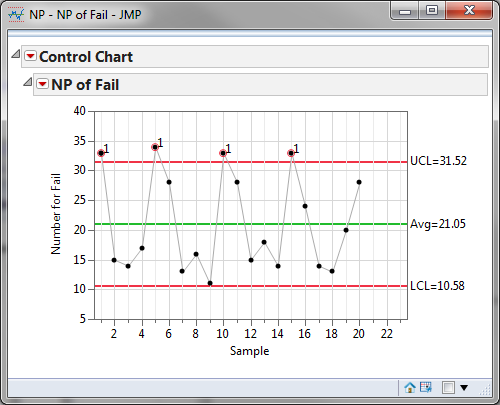 NP - NP of Fail - JMP
Control Chart
NP of Fail
40
35
30
25
20
15
10
5
Number for Fail
1
1
1
1
UCL=31.52
Avg=21.05
LCL=10.58
2 4 6 8 10 12 14 16 18 20 22
Sample